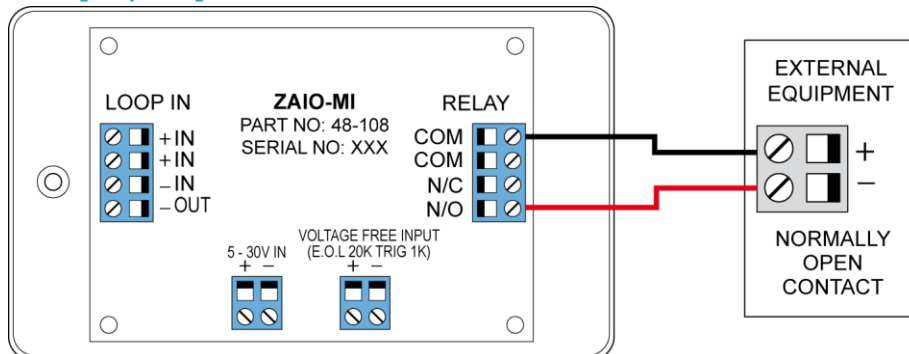 LOOP IN
+ IN
+ IN
– IN
– OUT
ZAIO-MI
PART NO: 48-108
SERIAL NO: XXX
RELAY
COM
COM
N/C
N/O
5 - 30V IN
+ –
VOLTAGE FREE INPUT
(E.O.L 20K TRIG 1K)
+ –
EXTERNAL
EQUIPMENT
+
–
NORMALLY
OPEN
CONTACT